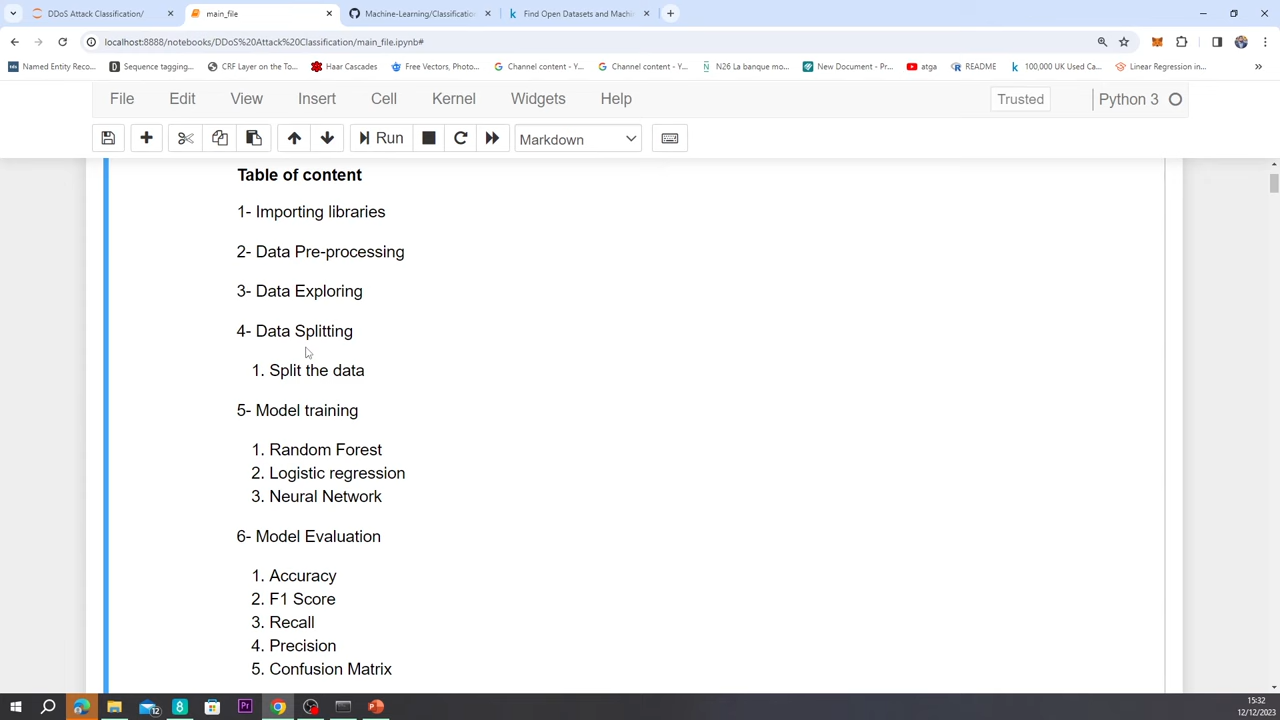 DDoS Attack Classification/
main_file
Machine-Learning/Classification
Find Open Datasets and Machin
localhost:8888/notebooks/DDoS%20Attack%20Classification/main_file.ipynb#
Named Entity Reco...
Sequence tagging...
CRF Layer on the To...
Haar Cascades
Free Vectors, Photo...
Channel content - Y...
Channel content - Y...
N26 La banque mo...
New Document - Pr...
atga
README
100,000 UK Used Ca...
Linear Regression in...
File Edit View Insert Cell Kernel Widgets Help
Trusted
Python 3
Run
Markdown
Table of content
1- Importing libraries
2- Data Pre-processing
3- Data Exploring
4- Data Splitting
1. Split the data
5- Model training
1. Random Forest
2. Logistic regression
3. Neural Network
6- Model Evaluation
1. Accuracy
2. F1 Score
3. Recall
4. Precision
5. Confusion Matrix
15:32
12/12/2023